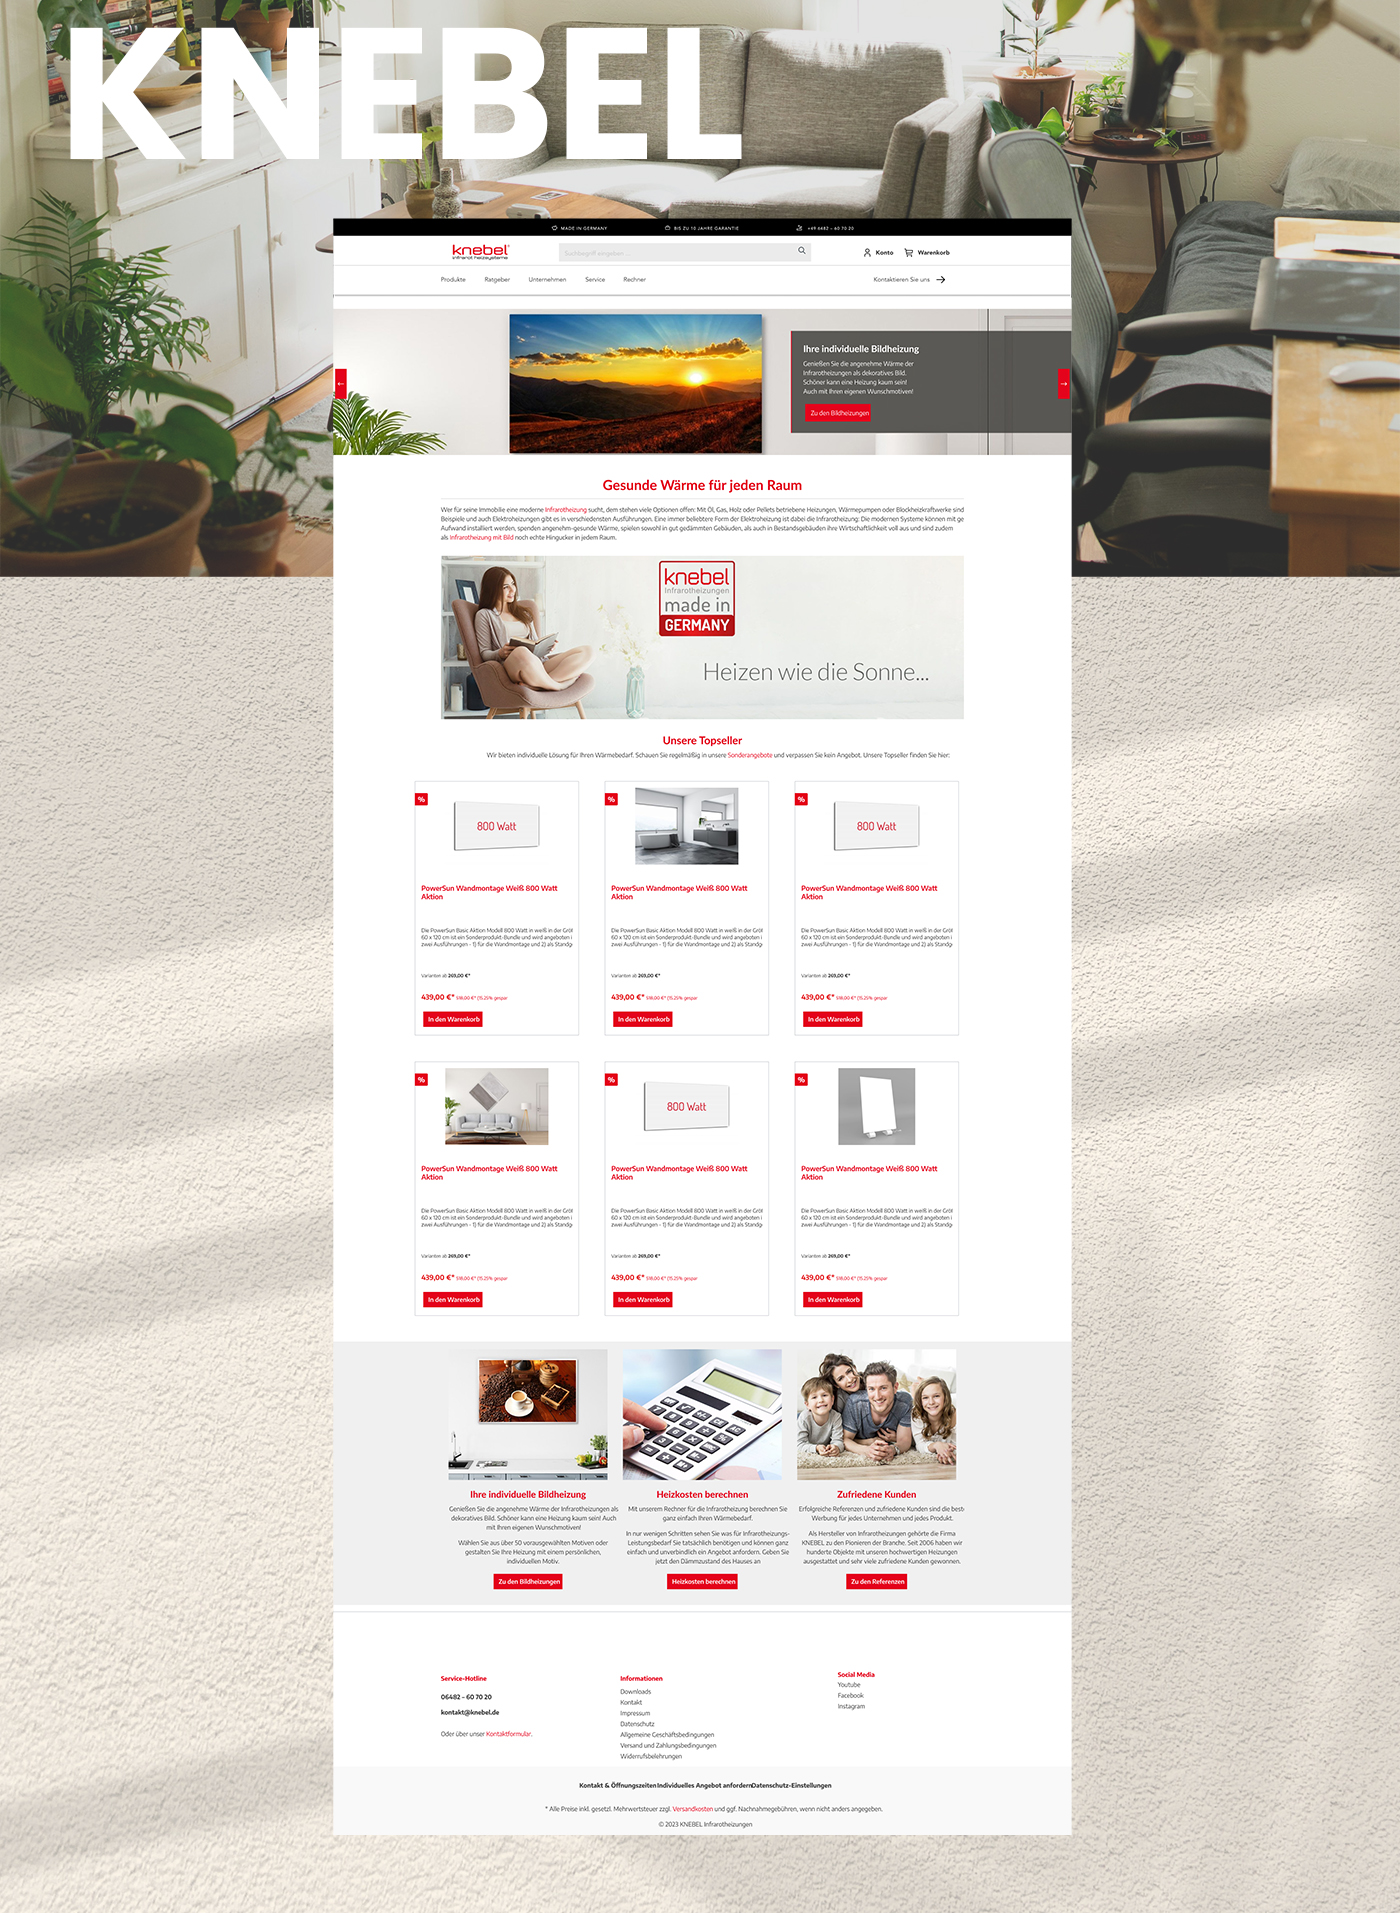 KNEBEL
MADE IN GERMANY
BIS ZU 10 JAHRE GARANTIE
+49 6482 - 60 70 20
knebel
infrarot heizsysteme
Suchbegriff eingeben ...
Konto
Warenkorb
Produkte
Ratgeber
Unternehmen
Service
Rechner
Kontaktieren Sie uns
Ihre individuelle Bildheizung
Genießen Sie die angenehme Wärme der
Infrarotheizungen als dekoratives Bild.
Schöner kann eine Heizung kaum sein!
Auch mit Ihren eigenen Wunschmotiven!
Zu den Bildheizungen
Gesunde Wärme für jeden Raum
Wer für seine Immobilie eine moderne Infrarotheizung sucht, dem stehen viele Optionen offen: Mit Öl, Gas, Holz oder Pellets betriebene Heizungen, Wärmepumpen oder Blockheizkraftwerke sind
Beispiele und auch Elektroheizungen gibt es in verschiedensten Ausführungen. Eine immer beliebtere Form der Elektroheizung ist dabei die Infrarotheizung: Die modernen Systeme können mit ge
Aufwand installiert werden, spenden angenehm-gesunde Wärme, spielen sowohl in gut gedämmten Gebäuden, als auch in Bestandsgebäuden ihre Wirtschaftlichkeit voll aus und sind zudem
als Infrarotheizung mit Bild noch echte Hingucker in jedem Raum.
knebel
Infrarotheizungen
made in
GERMANY
Heizen wie die Sonne...
Unsere Topseller
Wir bieten individuelle Lösung für Ihren Wärmebedarf. Schauen Sie regelmäßig in unsere Sonderangebote und verpassen Sie kein Angebot. Unsere Topseller finden Sie hier:
%
800 Watt
PowerSun Wandmontage Weiß 800 Watt
Aktion
Die PowerSun Basic Aktion Modell 800 Watt in weiß in der Größ
60 x 120 cm ist ein Sonderprodukt-Bundle und wird angeboten i
zwei Ausführungen - 1) für die Wandmontage und 2) als Standg
Varianten ab 269,00 €*
439,00 €* 518,00 €* (15.25% gespar
In den Warenkorb
%
PowerSun Wandmontage Weiß 800 Watt
Aktion
Die PowerSun Basic Aktion Modell 800 Watt in weiß in der Größ
60 x 120 cm ist ein Sonderprodukt-Bundle und wird angeboten i
zwei Ausführungen - 1) für die Wandmontage und 2) als Standg
Varianten ab 269,00 €*
439,00 €* 518,00 €* (15.25% gespar
In den Warenkorb
%
800 Watt
PowerSun Wandmontage Weiß 800 Watt
Aktion
Die PowerSun Basic Aktion Modell 800 Watt in weiß in der Größ
60 x 120 cm ist ein Sonderprodukt-Bundle und wird angeboten i
zwei Ausführungen - 1) für die Wandmontage und 2) als Standg
Varianten ab 269,00 €*
439,00 €* 518,00 €* (15.25% gespar
In den Warenkorb
%
PowerSun Wandmontage Weiß 800 Watt
Aktion
Die PowerSun Basic Aktion Modell 800 Watt in weiß in der Größ
60 x 120 cm ist ein Sonderprodukt-Bundle und wird angeboten i
zwei Ausführungen - 1) für die Wandmontage und 2) als Standg
Varianten ab 269,00 €*
439,00 €* 518,00 €* (15.25% gespar
In den Warenkorb
%
800 Watt
PowerSun Wandmontage Weiß 800 Watt
Aktion
Die PowerSun Basic Aktion Modell 800 Watt in weiß in der Größ
60 x 120 cm ist ein Sonderprodukt-Bundle und wird angeboten i
zwei Ausführungen - 1) für die Wandmontage und 2) als Standg
Varianten ab 269,00 €*
439,00 €* 518,00 €* (15.25% gespar
In den Warenkorb
%
PowerSun Wandmontage Weiß 800 Watt
Aktion
Die PowerSun Basic Aktion Modell 800 Watt in weiß in der Größ
60 x 120 cm ist ein Sonderprodukt-Bundle und wird angeboten i
zwei Ausführungen - 1) für die Wandmontage und 2) als Standg
Varianten ab 269,00 €*
439,00 €* 518,00 €* (15.25% gespar
In den Warenkorb
Ihre individuelle Bildheizung
Genießen Sie die angenehme Wärme der Infrarotheizungen als
dekoratives Bild. Schöner kann eine Heizung kaum sein! Auch
mit Ihren eigenen Wunschmotiven!
Wählen Sie aus über 50 vorausgewählten Motiven oder
gestalten Sie Ihre Heizung mit einem persönlichen,
individuellen Motiv.
Zu den Bildheizungen
Heizkosten berechnen
Mit unserem Rechner für die Infrarotheizung berechnen Sie
ganz einfach Ihren Wärmebedarf.
In nur wenigen Schritten sehen Sie was für Infrarotheizungs-
Leistungsbedarf Sie tatsächlich benötigen und können ganz
einfach und unverbindlich ein Angebot anfordern. Geben Sie
jetzt den Dämmzustand des Hauses an
Heizkosten berechnen
Zufriedene Kunden
Erfolgreiche Referenzen und zufriedene Kunden sind die best
Werbung für jedes Unternehmen und jedes Produkt.
Als Hersteller von Infrarotheizungen gehörte die Firma
KNEBEL zu den Pionieren der Branche. Seit 2006 haben wir
hunderte Objekte mit unseren hochwertigen Heizungen
ausgestattet und sehr viele zufriedene Kunden gewonnen.
Zu den Referenzen
Service-Hotline
06482 - 60 70 20
kontakt@knebel.de
Oder über unser Kontaktformular.
Informationen
Downloads
Kontakt
Impressum
Datenschutz
Allgemeine Geschäftsbedingungen
Versand und Zahlungsbedingungen
Widerrufsbelehrungen
Social Media
Youtube
Facebook
Instagram
Kontakt & Öffnungszeiten Individuelles Angebot anfordern Datenschutz-Einstellungen
* Alle Preise inkl. gesetzl. Mehrwertsteuer zzgl. Versandkosten und ggf. Nachnahmegebühren, wenn nicht anders angegeben.
© 2023 KNEBEL Infrarotheizungen